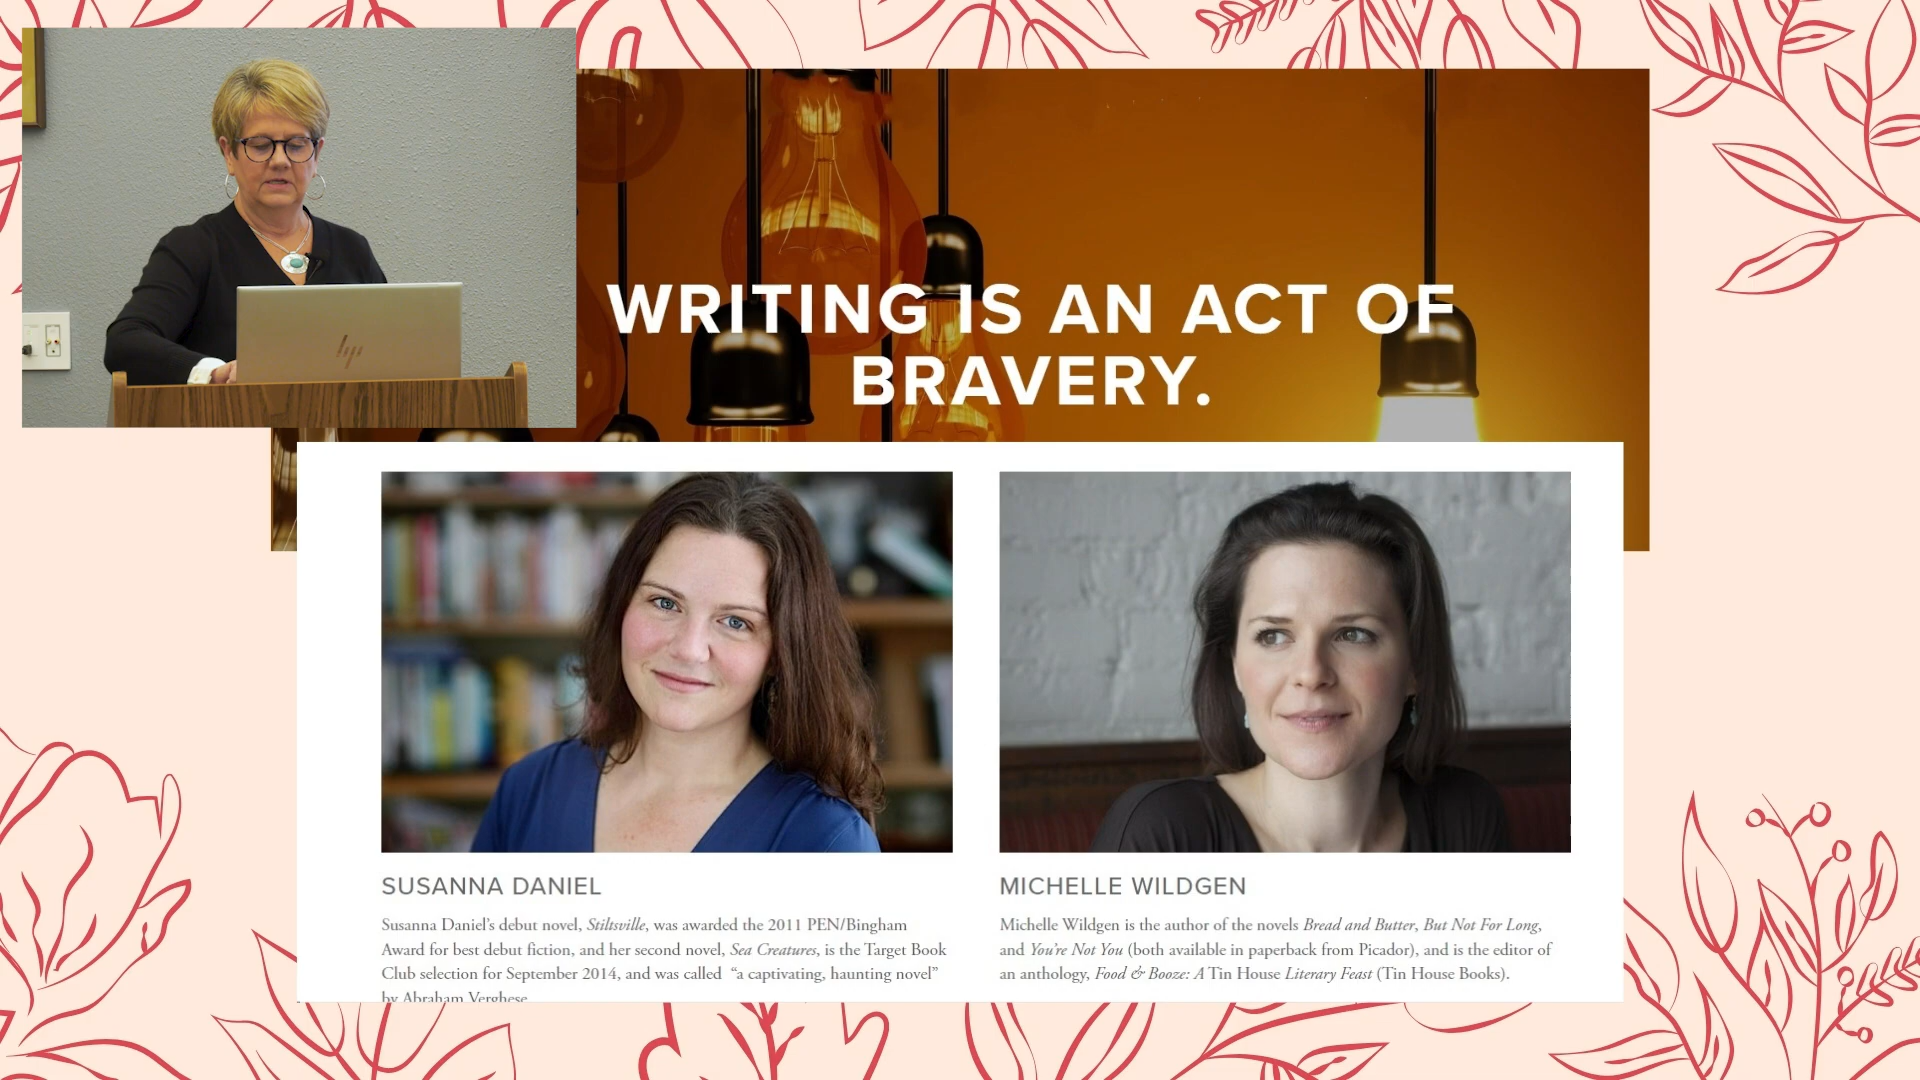 WRITING IS AN ACT OF
BRAVERY.
hp
SUSANNA DANIEL
Susanna Daniel's debut novel, Stiltsville, was awarded the 2011 PEN/Bingham
Award for best debut fiction, and her second novel, Sea Creatures, is the Target Book
Club selection for September 2014, and was called “a captivating, haunting novel”
by Abraham Verghese
MICHELLE WILDGEN
Michelle Wildgen is the author of the novels Bread and Butter, But Not For Long,
and You're Not You (both available in paperback from Picador), and is the editor of
an anthology, Food & Booze: A Tin House Literary Feast (Tin House Books).